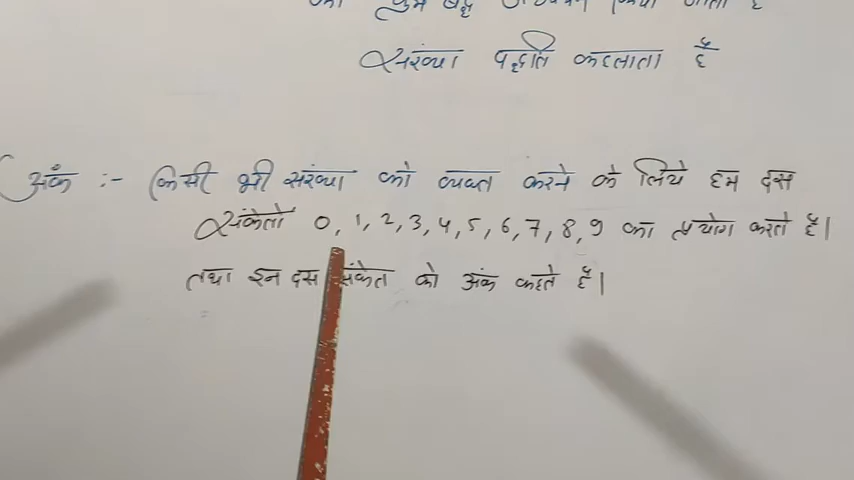 संख्या पद्धति कहलाता है
अंक :- किसी भी संख्या को व्यक्त करने के लिये हम दस
संकेतों 0, 1, 2, 3, 4, 5, 6, 7, 8, 9 का प्रयोग करते है।
तथा इन दस संकेत को अंक कहते है।